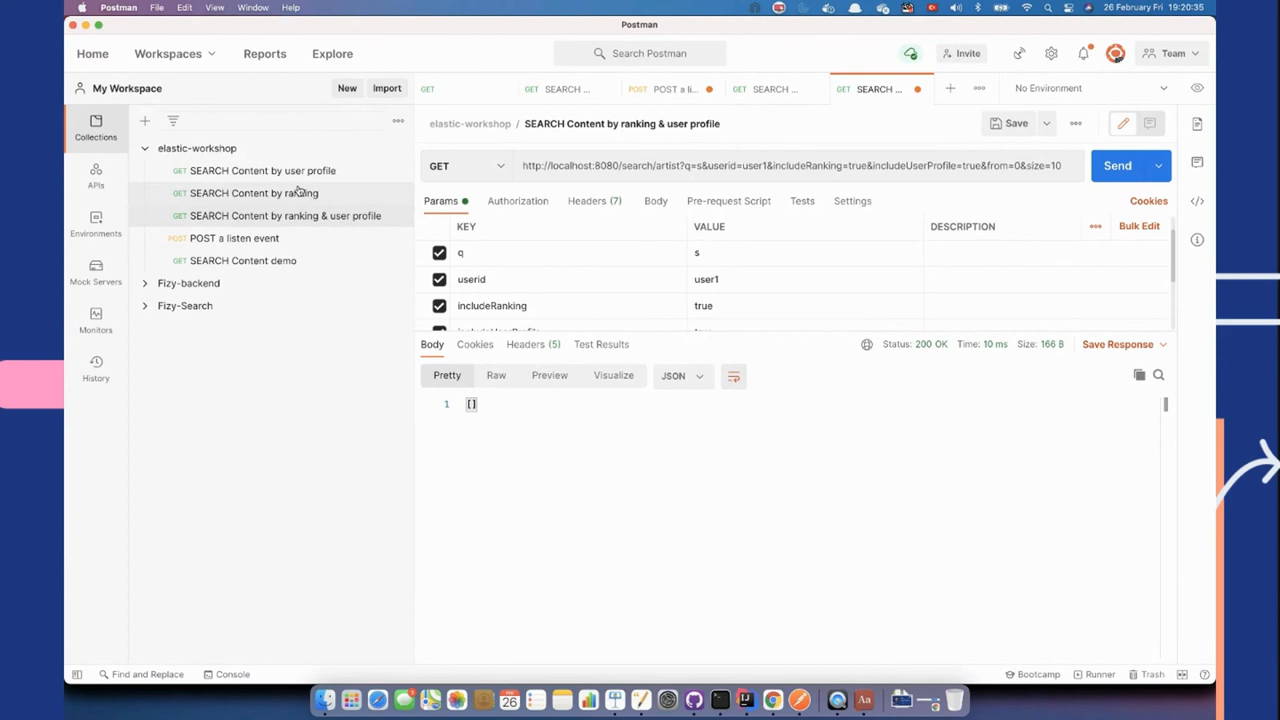 Postman File Edit View Window Help 26 February Fri 19:20:35
Postman
Home Workspaces Reports Explore Search Postman Invite Team
My Workspace New Import
GET SEARCH ... POST POST a li... GET SEARCH ... GET SEARCH ... No Environment
Collections
APIs
Environments
Mock Servers
Monitors
History
elastic-workshop
GET SEARCH Content by user profile
GET SEARCH Content by ranking
GET SEARCH Content by ranking & user profile
POST POST a listen event
GET SEARCH Content demo
Fizy-backend
Fizy-Search
elastic-workshop / SEARCH Content by ranking & user profile Save
GET http://localhost:8080/search/artist?q=s&userid=user1&includeRanking=true&includeUserProfile=true&from=0&size=10 Send
Params Authorization Headers (7) Body Pre-request Script Tests Settings Cookies
KEY VALUE DESCRIPTION Bulk Edit
q s
userid user1
includeRanking true
Body Cookies Headers (5) Test Results Status: 200 OK Time: 10 ms Size: 166 B Save Response
Pretty Raw Preview Visualize JSON
1 []
Find and Replace Console Bootcamp Runner Trash